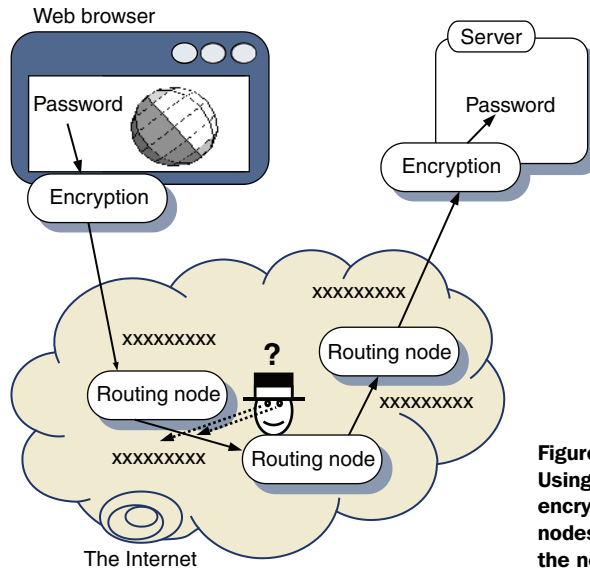 Web browser
Server
Password
Password
Encryption
Encryption
xxxxxxxxx
xxxxxxxxx
?
Routing node
Routing node
xxxxxxxxx
xxxxxxxxx
Routing node
The Internet
Figure
Using
encry
nodes
the n